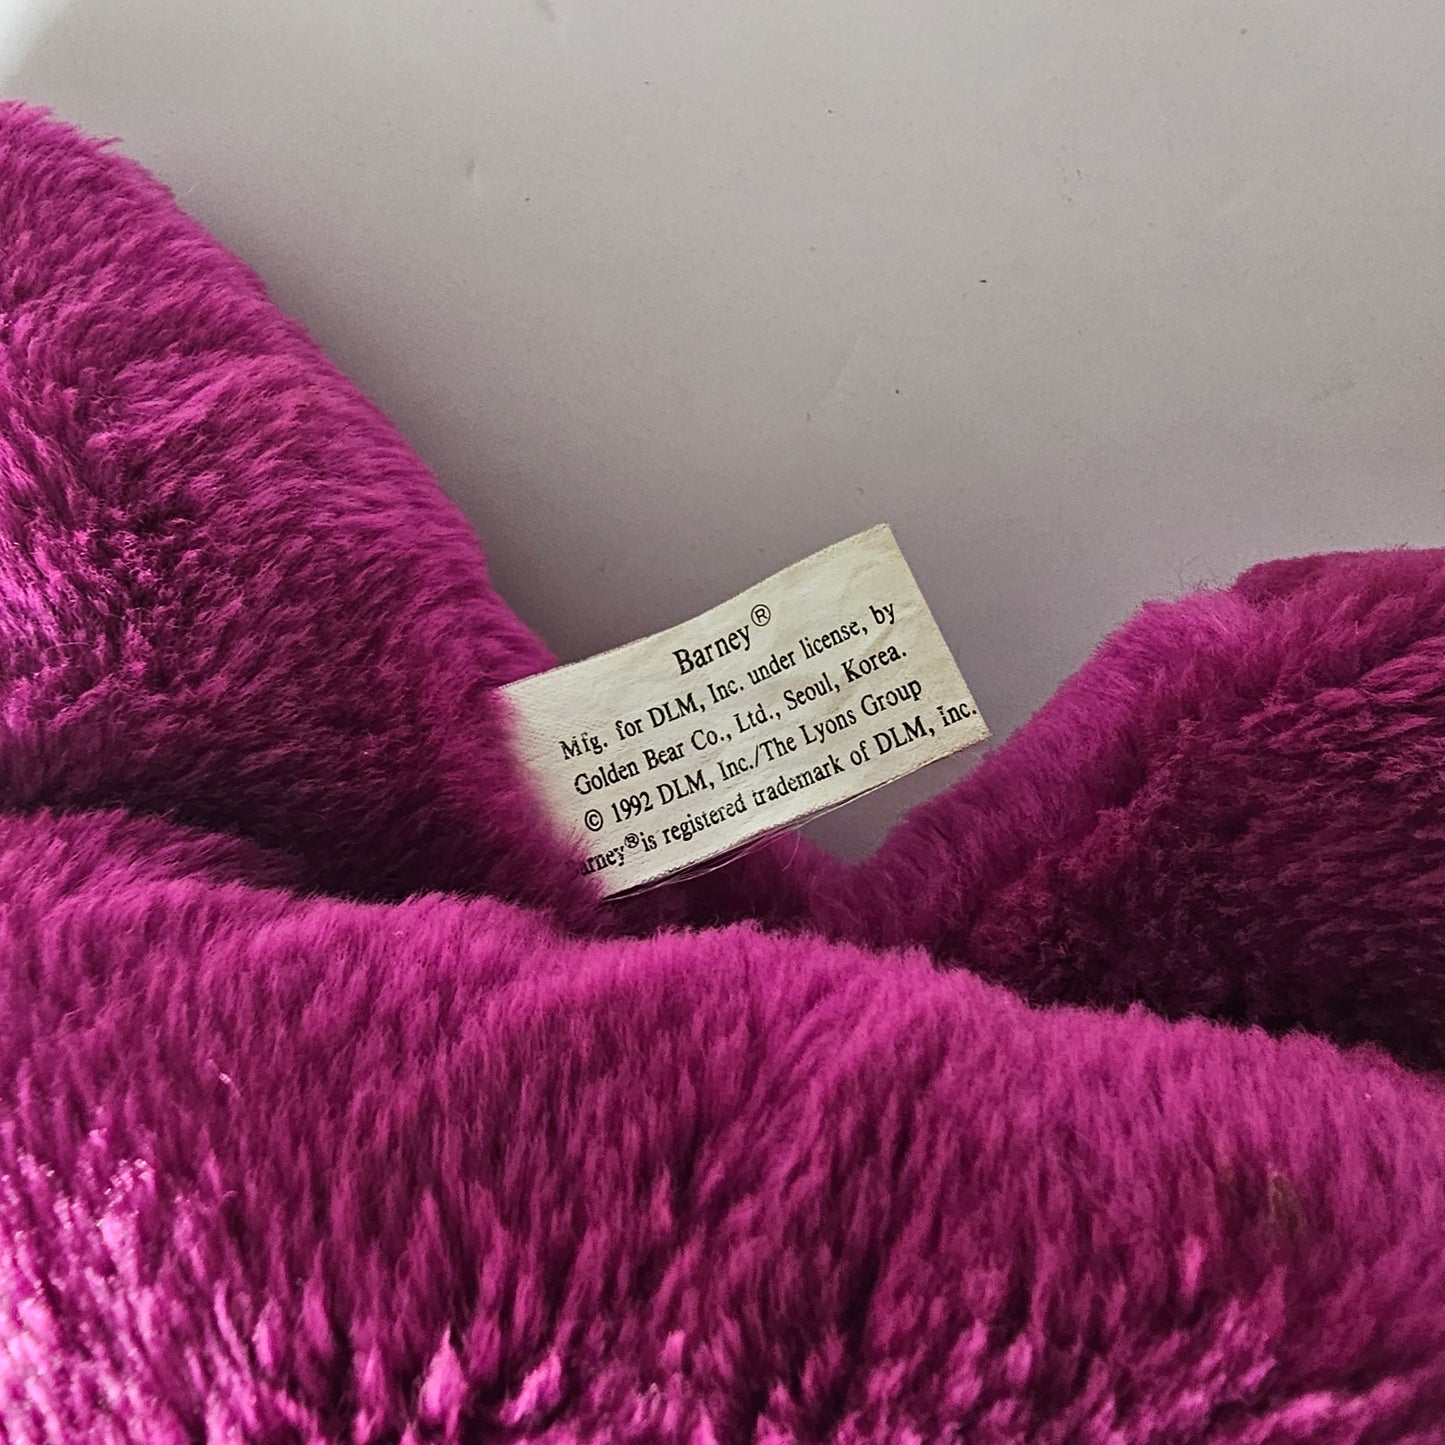 Barney®
Mfg. for DLM, Inc. under license, by
Golden Bear Co., Ltd., Seoul, Korea.
© 1992 DLM, Inc./The Lyons Group
arney® is registered trademark of DLM, Inc.